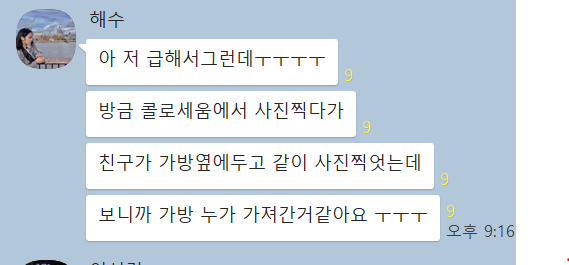 해수
아 저 급해서그런데ㅜㅜㅜㅜ
9
방금 콜로세움에서 사진찍다가
9
친구가 가방옆에두고 같이 사진찍엇는데
9
보니까 가방 누가 가져간거같아요 ㅜㅜㅜ
9
오후 9:16